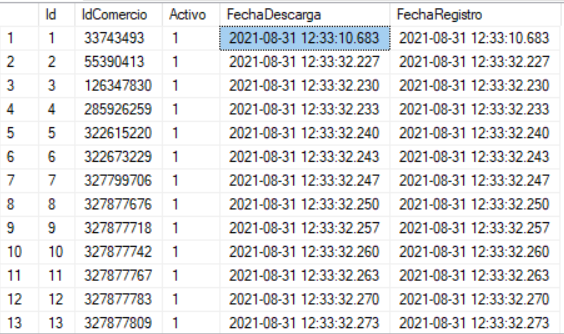 Id IdComercio Activo FechaDescarga FechaRegistro
1 1 33743493 1 2021-08-31 12:33:10.683 2021-08-31 12:33:10.683
2 2 55390413 1 2021-08-31 12:33:32.227 2021-08-31 12:33:32.227
3 3 126347830 1 2021-08-31 12:33:32.230 2021-08-31 12:33:32.230
4 4 285926259 1 2021-08-31 12:33:32.233 2021-08-31 12:33:32.233
5 5 322615220 1 2021-08-31 12:33:32.240 2021-08-31 12:33:32.240
6 6 322673229 1 2021-08-31 12:33:32.243 2021-08-31 12:33:32.243
7 7 327799706 1 2021-08-31 12:33:32.247 2021-08-31 12:33:32.247
8 8 327877676 1 2021-08-31 12:33:32.250 2021-08-31 12:33:32.250
9 9 327877718 1 2021-08-31 12:33:32.257 2021-08-31 12:33:32.257
10 10 327877742 1 2021-08-31 12:33:32.260 2021-08-31 12:33:32.260
11 11 327877767 1 2021-08-31 12:33:32.263 2021-08-31 12:33:32.263
12 12 327877783 1 2021-08-31 12:33:32.270 2021-08-31 12:33:32.270
13 13 327877809 1 2021-08-31 12:33:32.273 2021-08-31 12:33:32.273